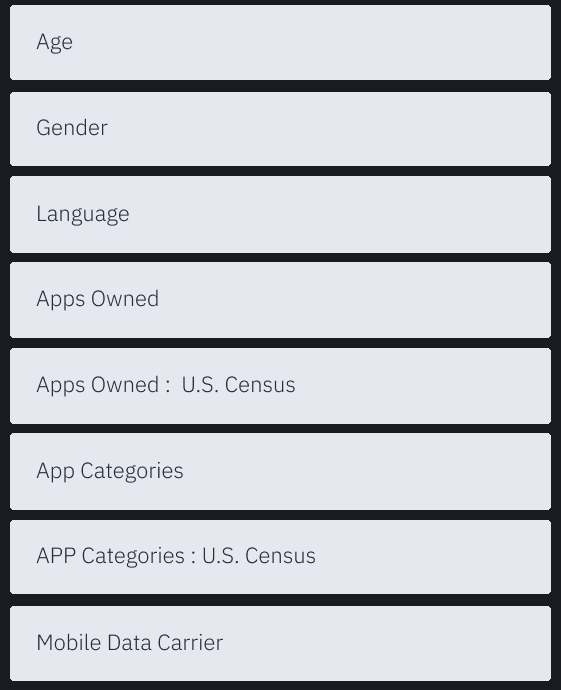 Age
Gender
Language
Apps Owned
Apps Owned :  U.S. Census
App Categories
APP Categories : U.S. Census
Mobile Data Carrier